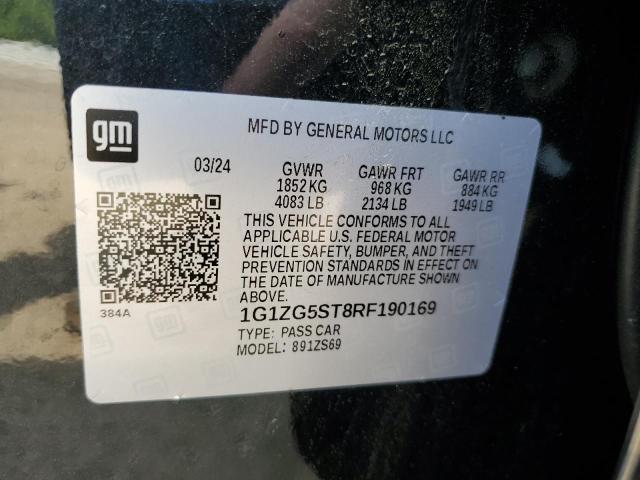 gm
MFD BY GENERAL MOTORS LLC
03/24 GVWR GAWR FRT GAWR RR
1852 KG 968 KG 884 KG
4083 LB 2134 LB 1949 LB
THIS VEHICLE CONFORMS TO ALL
APPLICABLE U.S. FEDERAL MOTOR
VEHICLE SAFETY, BUMPER, AND THEFT
PREVENTION STANDARDS IN EFFECT ON
THE DATE OF MANUFACTURE SHOWN
ABOVE.
384A
1G1ZG5ST8RF190169
TYPE: PASS CAR
MODEL: 891ZS69